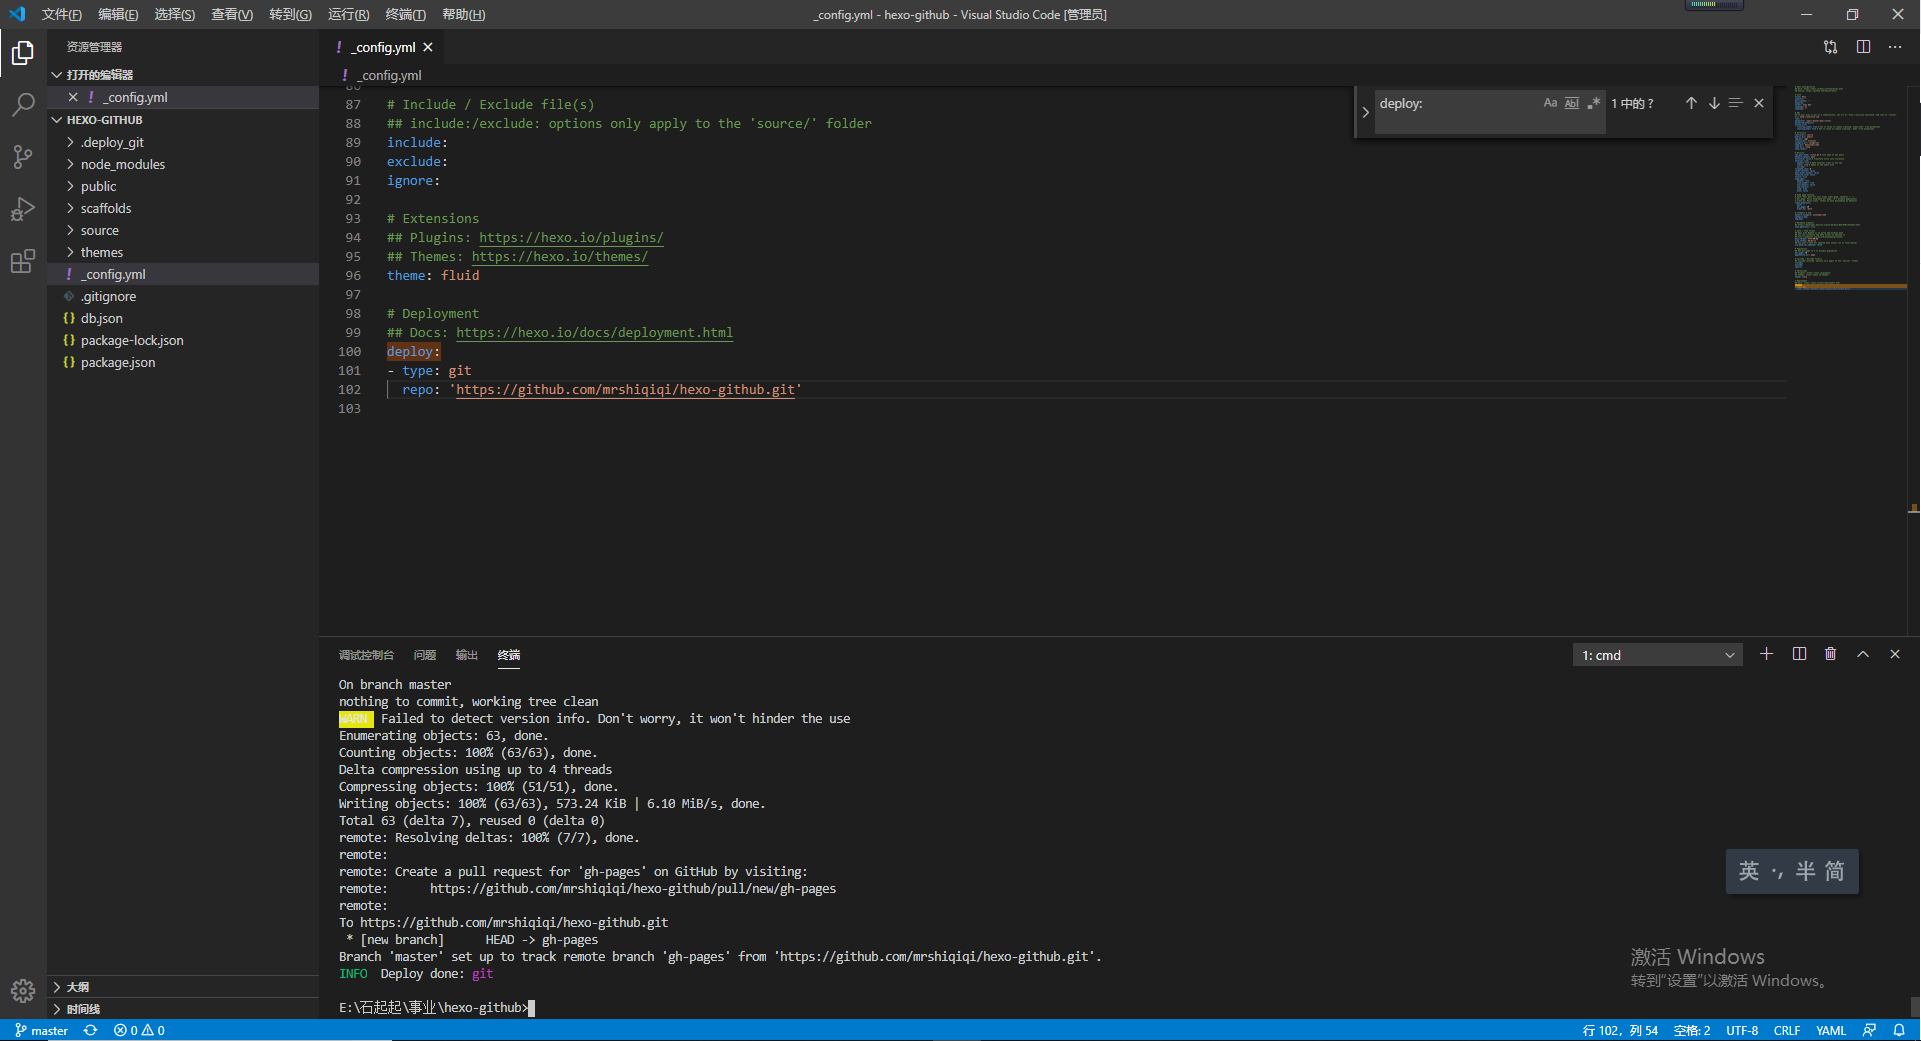 文件(F) 编辑(E) 选择(S) 查看(V) 转到(G) 运行(R) 终端(T) 帮助(H)
_config.yml - hexo-github - Visual Studio Code [管理员]
资源管理器
打开的编辑器
_config.yml
HEXO-GITHUB
.deploy_git
node_modules
public
scaffolds
source
themes
_config.yml
.gitignore
db.json
package-lock.json
package.json
大纲
时间线
_config.yml
_config.yml
deploy:
Aa Abl .* 1 中的 ?
86
87 # Include / Exclude file(s)
88 ## include:/exclude: options only apply to the 'source/' folder
89 include:
90 exclude:
91 ignore:
92
93 # Extensions
94 ## Plugins: https://hexo.io/plugins/
95 ## Themes: https://hexo.io/themes/
96 theme: fluid
97
98 # Deployment
99 ## Docs: https://hexo.io/docs/deployment.html
100 deploy:
101 - type: git
102 repo: 'https://github.com/mrshiqiqi/hexo-github.git'
103
调试控制台 问题 输出 终端
1: cmd
On branch master
nothing to commit, working tree clean
WARN Failed to detect version info. Don't worry, it won't hinder the use
Enumerating objects: 63, done.
Counting objects: 100% (63/63), done.
Delta compression using up to 4 threads
Compressing objects: 100% (51/51), done.
Writing objects: 100% (63/63), 573.24 KiB | 6.10 MiB/s, done.
Total 63 (delta 7), reused 0 (delta 0)
remote: Resolving deltas: 100% (7/7), done.
remote:
remote: Create a pull request for 'gh-pages' on GitHub by visiting:
remote: https://github.com/mrshiqiqi/hexo-github/pull/new/gh-pages
remote:
To https://github.com/mrshiqiqi/hexo-github.git
* [new branch] HEAD -> gh-pages
Branch 'master' set up to track remote branch 'gh-pages' from 'https://github.com/mrshiqiqi/hexo-github.git'.
INFO Deploy done: git
E:\石起起\事业\hexo-github>
英 ·, 半 简
激活 Windows
转到"设置"以激活 Windows。
master 0 0
行 102，列 54 空格: 2 UTF-8 CRLF YAML